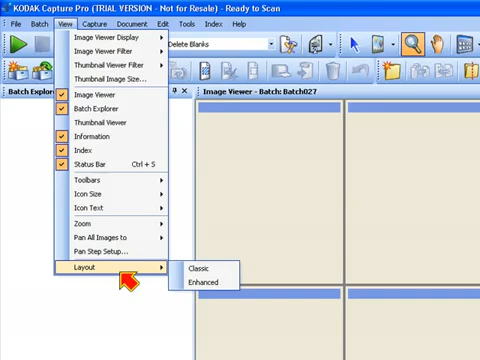 KODAK Capture Pro (TRIAL VERSION - Not for Resale) - Ready to Scan
File Batch View Capture Document Edit Tools Index Help
Image Viewer Display
Delete Blanks
Image Viewer Filter
Thumbnail Viewer Filter
Thumbnail Image Size...
Batch Explor
Image Viewer - Batch: Batch027
Image Viewer
Batch Explorer
Thumbnail Viewer
Information
Index
Status Bar Ctrl + S
Toolbars
Icon Size
Icon Text
Zoom
Pan All Images to
Pan Step Setup...
Layout
Classic
Enhanced